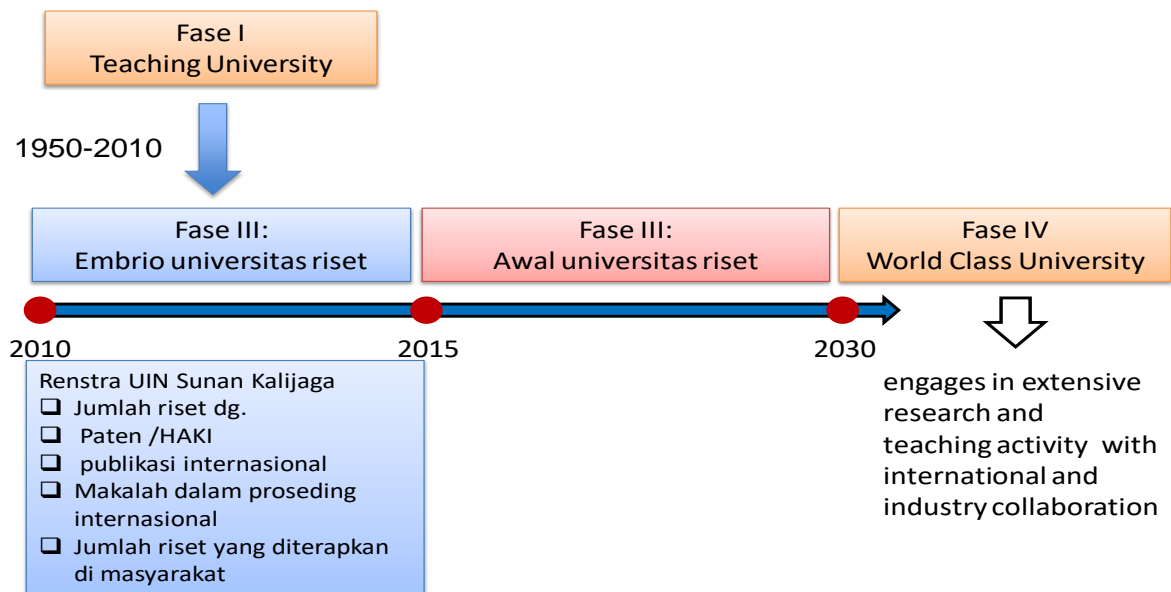 Fase I
Teaching University
1950-2010
Fase III:
Embrio universitas riset
Fase III:
Awal universitas riset
Fase IV
World Class University
2010
2015
2030
Renstra UIN Sunan Kalijaga
❑ Jumlah riset dg.
❑ Paten /HAKI
❑ publikasi internasional
❑ Makalah dalam proseding
internasional
❑ Jumlah riset yang diterapkan
di masyarakat
engages in extensive
research and
teaching activity with
international and
industry collaboration